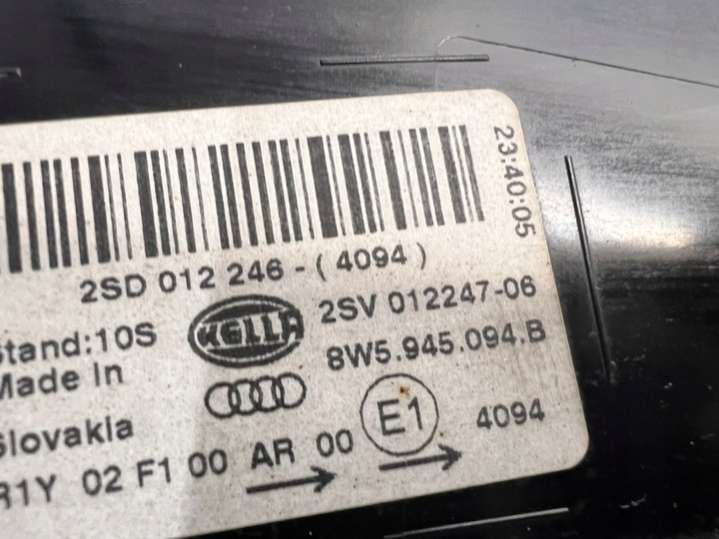 23:40:05
2SD 012 246-(4094)
2SV 012247-06
Stand:10S
HELLA
8W5.945.094.B
Made In
Slovakia
R1Y 02 F1 00 AR 00 E1 4094